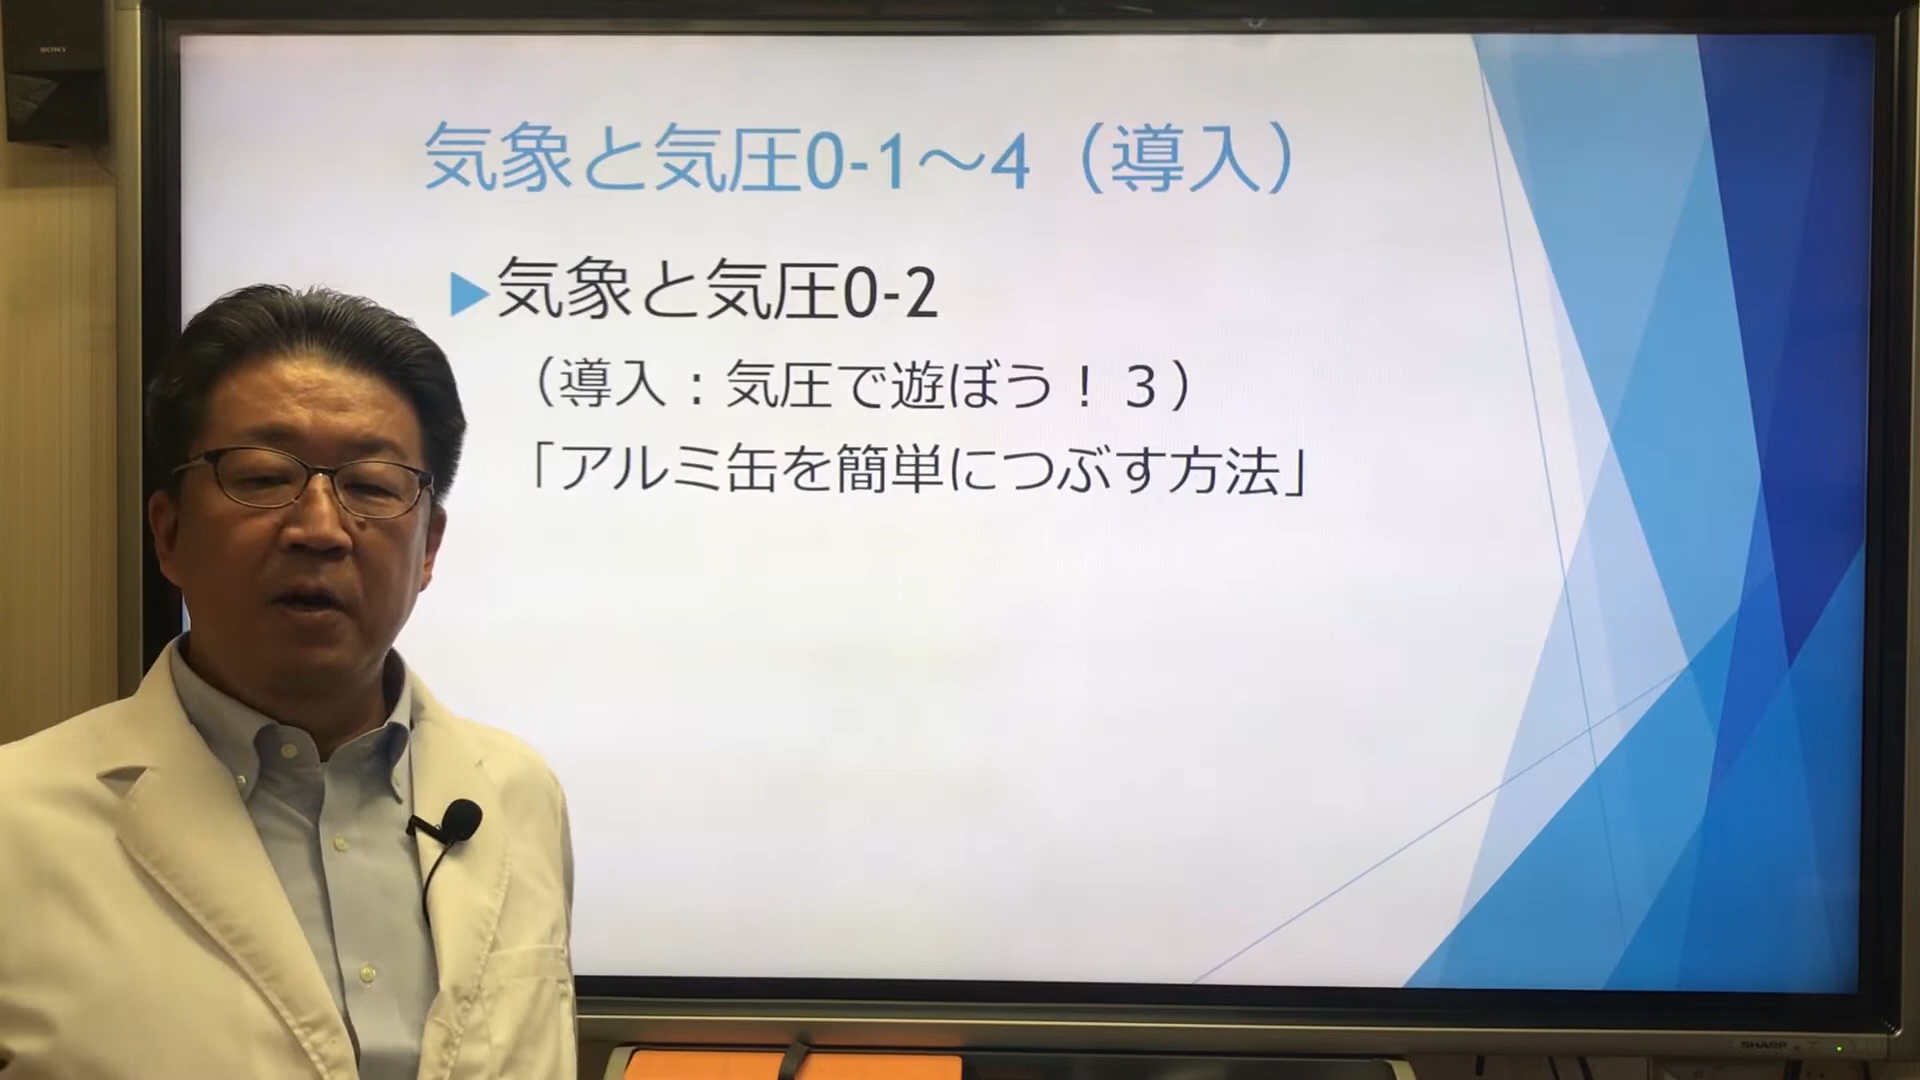 SONY
気象と気圧0-1～4（導入）
▶気象と気圧0-2
（導入：気圧で遊ぼう！３）
「アルミ缶を簡単につぶす方法」
SHARP